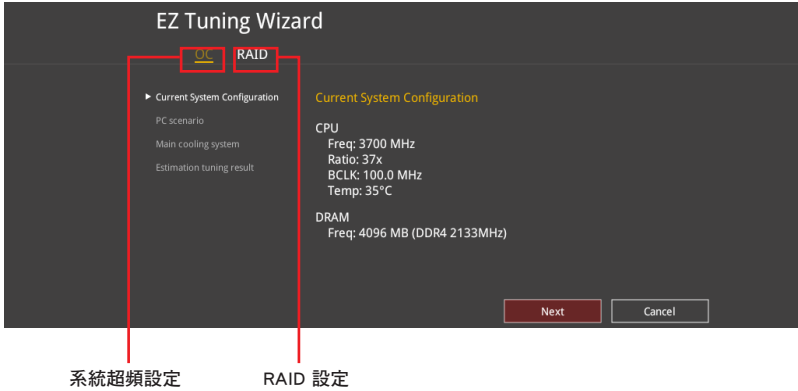 EZ Tuning Wizard
OC RAID
Current System Configuration
PC scenario
Main cooling system
Estimation tuning result
Current System Configuration
CPU
Freq: 3700 MHz
Ratio: 37x
BCLK: 100.0 MHz
Temp: 35°C
DRAM
Freq: 4096 MB (DDR4 2133MHz)
Next Cancel
系統超頻設定 RAID 設定